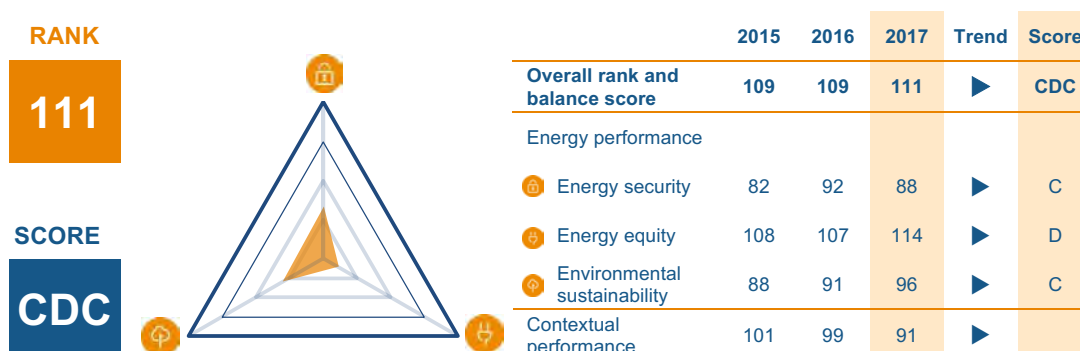 RANK
111
SCORE
CDC
2015 2016 2017 Trend Score
Overall rank and
balance score 109 109 111 CDC
Energy performance
Energy security 82 92 88 C
Energy equity 108 107 114 D
Environmental
sustainability 88 91 96 C
Contextual
performance 101 99 91